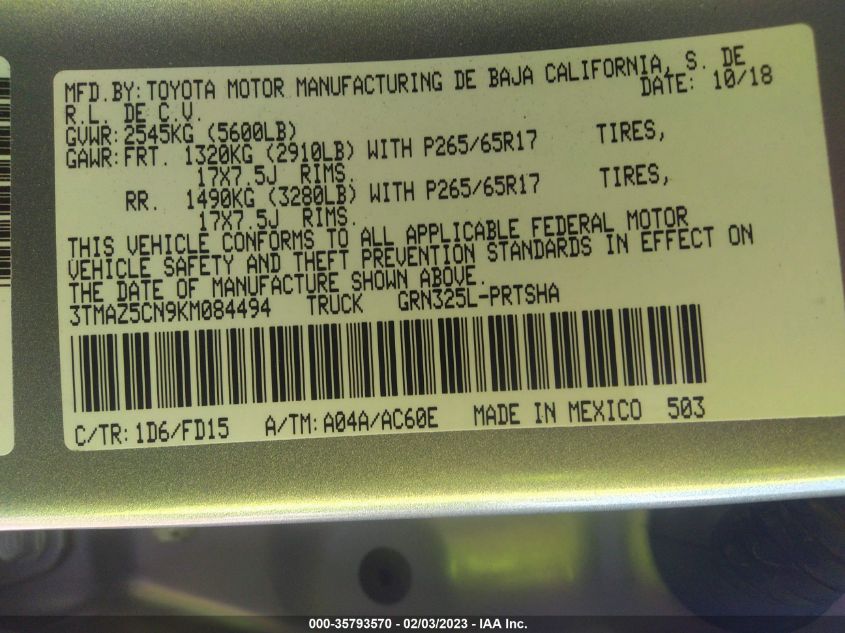 MFD.BY: TOYOTA MOTOR MANUFACTURING DE BAJA CALIFORNIA, S. DE
R.L. DE C.V. DATE: 10/18
GVWR: 2545KG (5600LB)
GAWR: FRT. 1320KG (2910LB) WITH P265/65R17 TIRES,
17X7.5J RIMS.
RR. 1490KG (3280LB) WITH P265/65R17 TIRES,
17X7.5J RIMS.
THIS VEHICLE CONFORMS TO ALL APPLICABLE FEDERAL MOTOR
VEHICLE SAFETY AND THEFT PREVENTION STANDARDS IN EFFECT ON
THE DATE OF MANUFACTURE SHOWN ABOVE.
3TMAZ5CN9KM084494 TRUCK GRN325L-PRTSHA
C/TR: 1D6/FD15 A/TM: A04A/AC60E MADE IN MEXICO 503
000-35793570 - 02/03/2023 - IAA Inc.